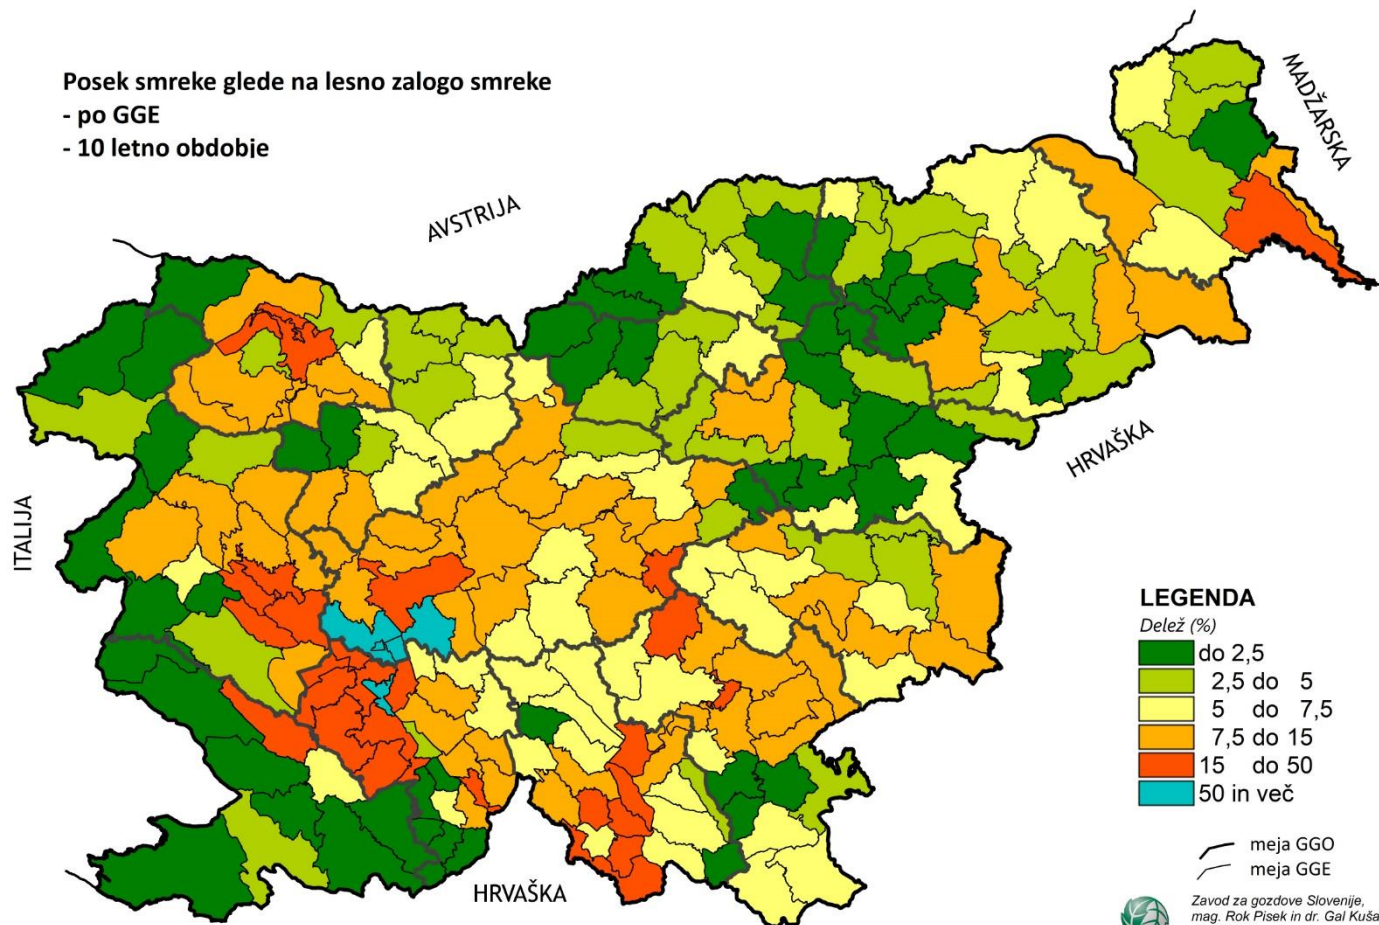 Posek smreke glede na lesno zalogo smreke
- po GGE
- 10 letno obdobje
AVSTRIJA
MADŽARSKA
ITALIJA
HRVAŠKA
HRVAŠKA
LEGENDA
Delež (%)
do 2,5
2,5 do 5
5 do 7,5
7,5 do 15
15 do 50
50 in več
meja GGO
meja GGE
Zavod za gozdove Slovenije,
mag. Rok Pisek in dr. Gal Kuša